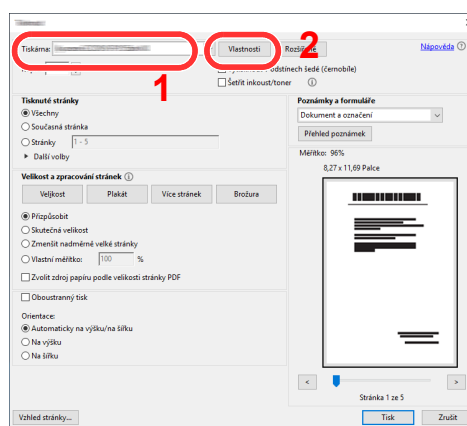 Tiskárna:
Vlastnosti
Rozšířené
Nápověda
1
2
stínech šedé (černobíle)
Šetřit inkoust/toner
Tisknuté stránky
Všechny
Současná stránka
Stránky 1 - 5
Další volby
Velikost a zpracování stránek
Velikost Plakát Více stránek Brožura
Přizpůsobit
Skutečná velikost
Zmenšit nadměrné velké stránky
Vlastní měřítko: 100 %
Zvolit zdroj papíru podle velikosti stránky PDF
Oboustranný tisk
Orientace:
Automaticky na výšku/na šířku
Na výšku
Na šířku
Poznámky a formuláře
Dokument a označení
Přehled poznámek
Měřítko: 96%
8,27 x 11,69 Palce
< >
Stránka 1 ze 5
Vzhled stránky...
Tisk Zrušit